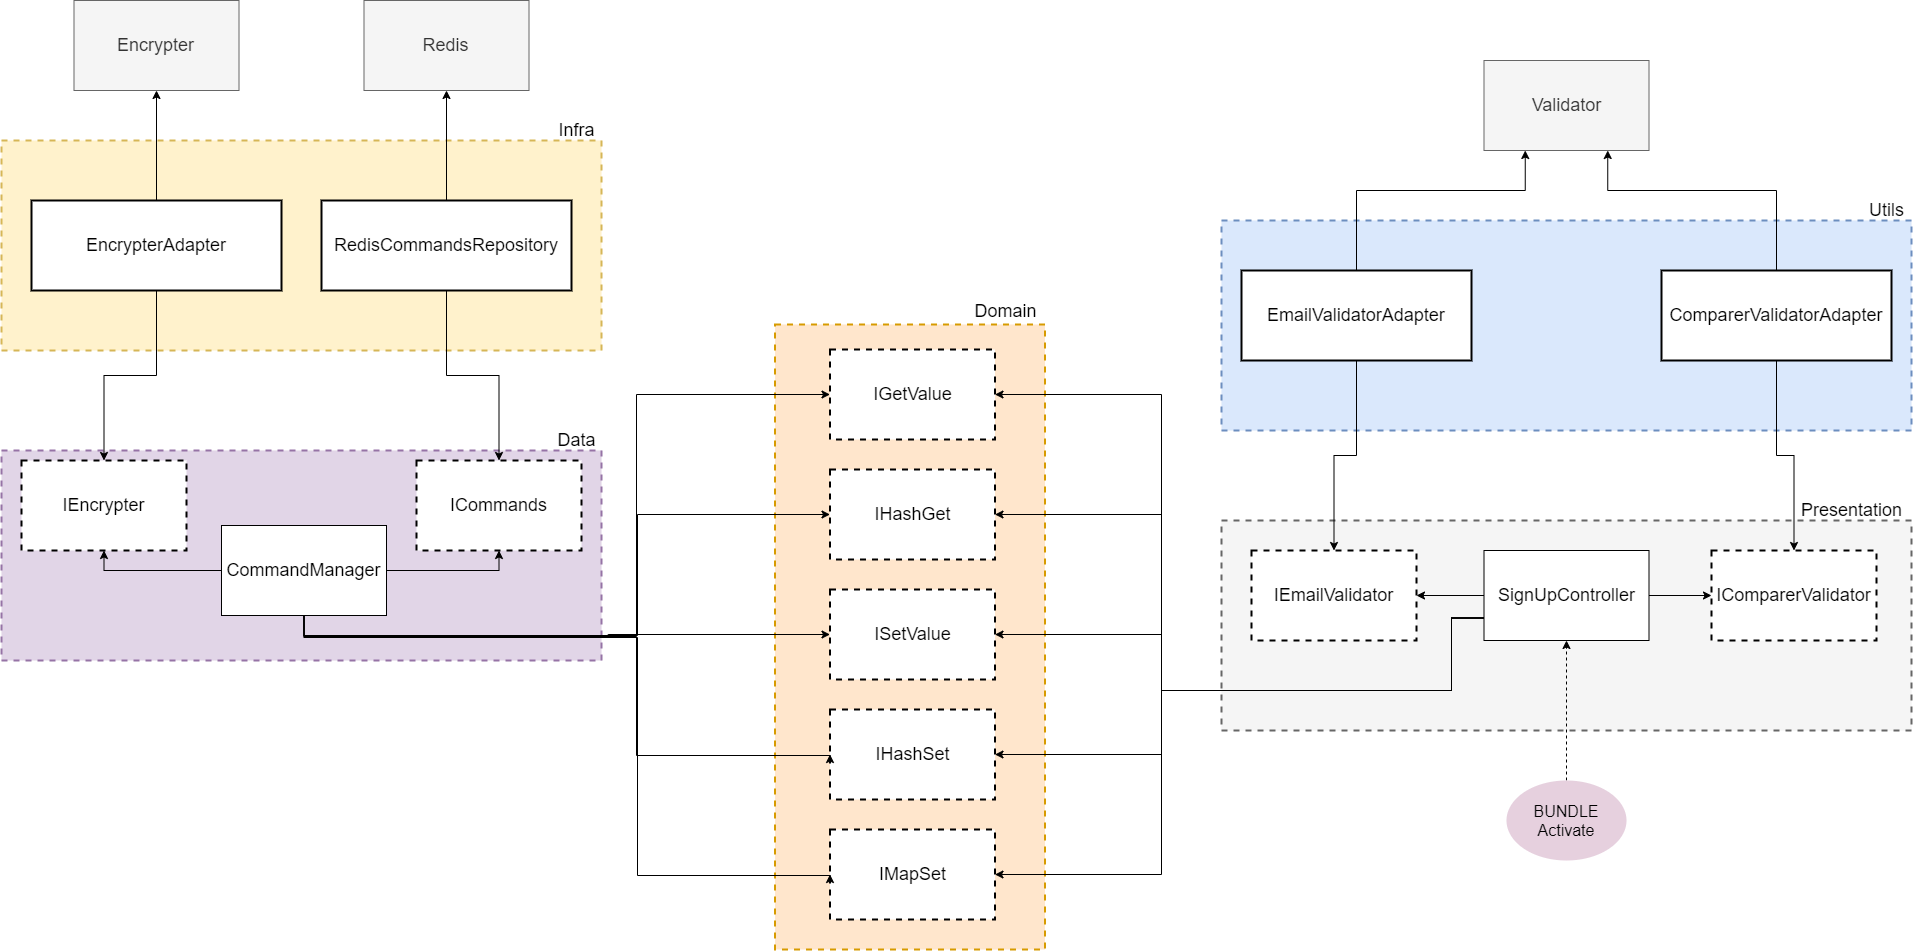 Encrypter
Redis
Validator
Infra
EncrypterAdapter
RedisCommandsRepository
Utils
EmailValidatorAdapter
ComparerValidatorAdapter
Domain
IGetValue
IHashGet
ISetValue
IHashSet
IMapSet
Data
IEncrypter
ICommands
CommandManager
Presentation
IEmailValidator
SignUpController
IComparerValidator
BUNDLE
Activate